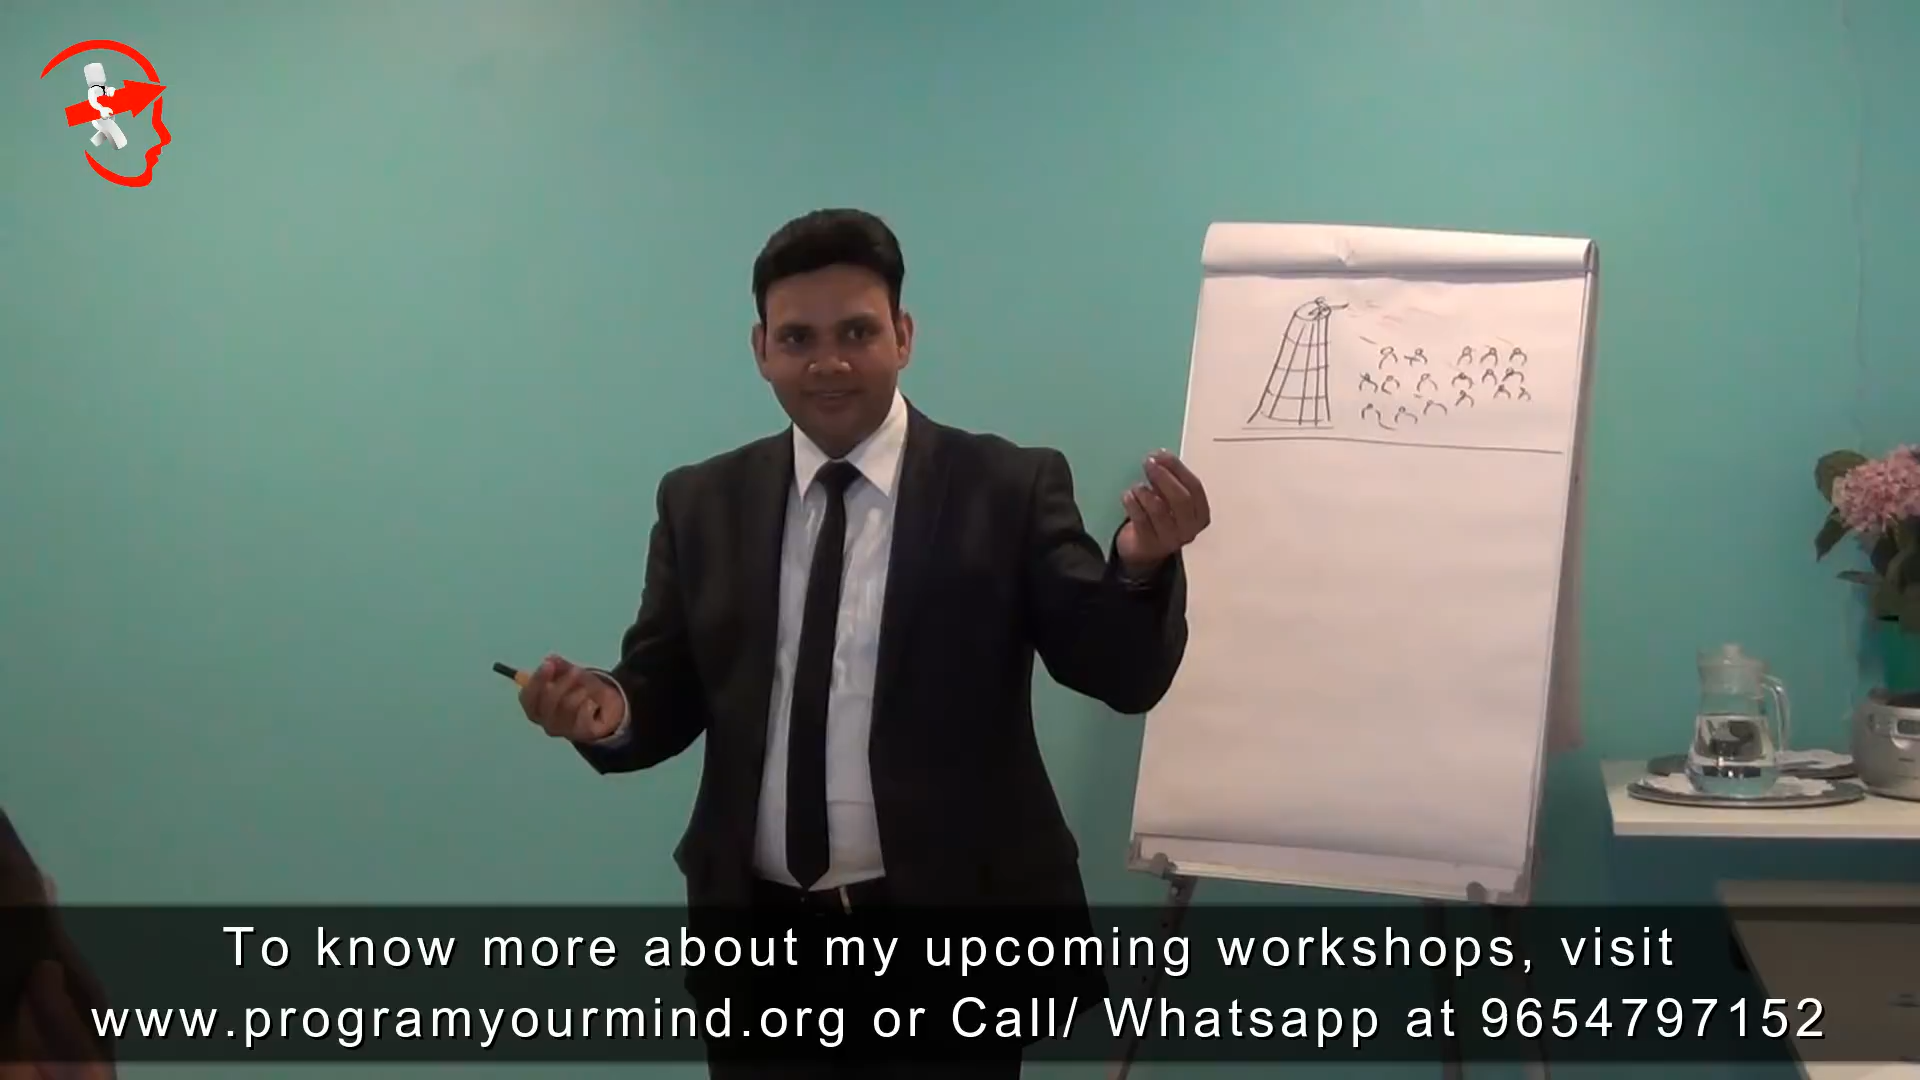 To know more about my upcoming workshops, visit
www.programyourmind.org or Call/ Whatsapp at 9654797152